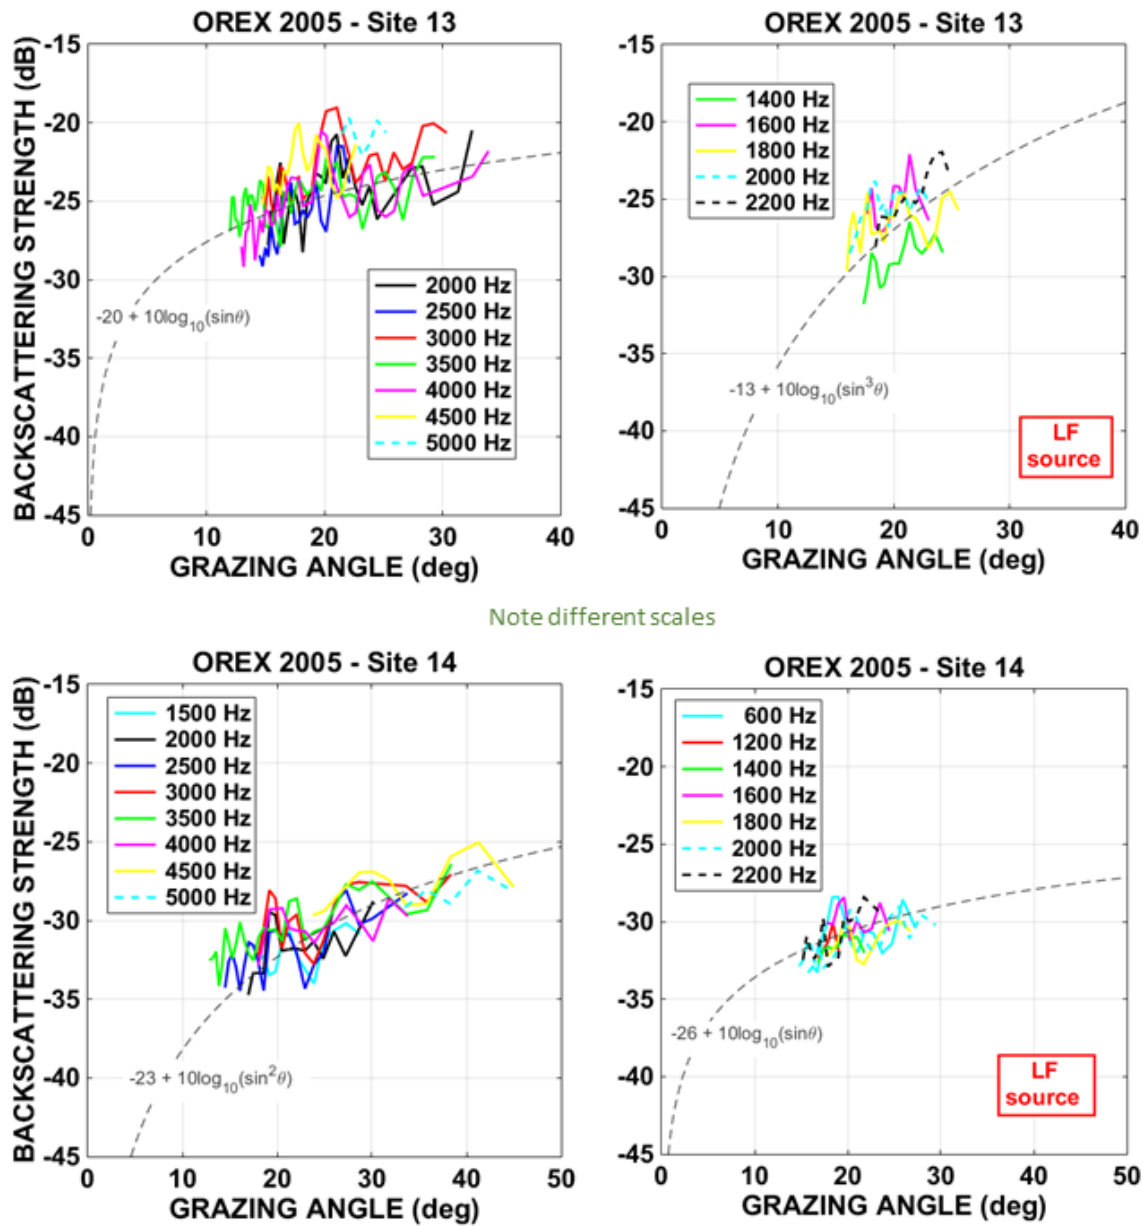 OREX 2005 - Site 13
BACKSCATTERING STRENGTH (dB)
-15
-20
-25
-30
-35
-40
-45
2000 Hz
2500 Hz
3000 Hz
3500 Hz
4000 Hz
4500 Hz
5000 Hz
-20 + 10log10(sinθ)
0
10
20
30
40
GRAZING ANGLE (deg)
OREX 2005 - Site 13
-15
-20
-25
-30
-35
-40
-45
1400 Hz
1600 Hz
1800 Hz
2000 Hz
2200 Hz
-13 + 10log10(sin³θ)
LF
source
0
10
20
30
40
GRAZING ANGLE (deg)
Note different scales
OREX 2005 - Site 14
BACKSCATTERING STRENGTH (dB)
-15
-20
-25
-30
-35
-40
-45
1500 Hz
2000 Hz
2500 Hz
3000 Hz
3500 Hz
4000 Hz
4500 Hz
5000 Hz
-23 + 10log10(sin²θ)
0
10
20
30
40
50
GRAZING ANGLE (deg)
OREX 2005 - Site 14
-15
-20
-25
-30
-35
-40
-45
600 Hz
1200 Hz
1400 Hz
1600 Hz
1800 Hz
2000 Hz
2200 Hz
-26 + 10log10(sinθ)
LF
source
0
10
20
30
40
50
GRAZING ANGLE (deg)